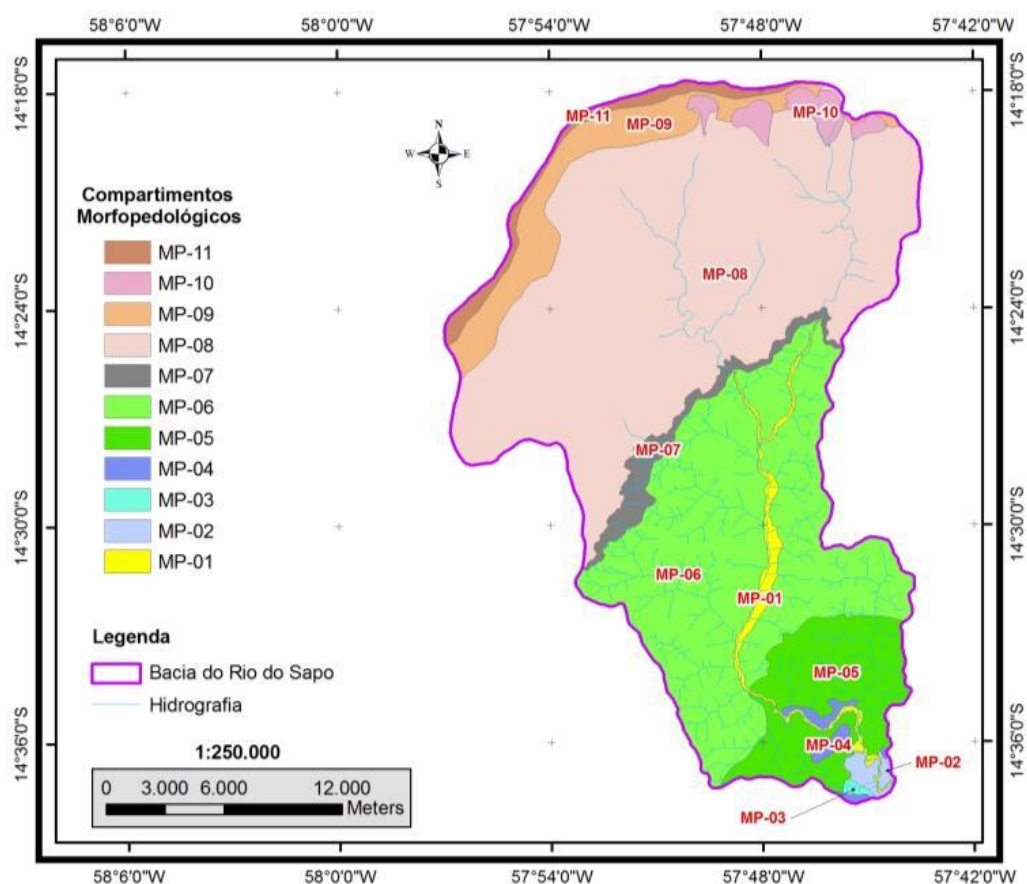 58°6'0"W 58°0'0"W 57°54'0"W 57°48'0"W 57°42'0"W
14°18'0"S
14°18'0"S
MP-11
MP-09
MP-10
N
W E
S
Compartimentos
Morfopedológicos
MP-11
MP-10
MP-09
MP-08
MP-07
MP-06
MP-05
MP-04
MP-03
MP-02
MP-01
MP-08
14°24'0"S
14°24'0"S
MP-07
14°30'0"S
14°30'0"S
MP-06
MP-01
MP-05
MP-04
MP-02
MP-03
14°36'0"S
14°36'0"S
Legenda
Bacia do Rio do Sapo
Hidrografia
1:250.000
0 3.000 6.000 12.000
Meters
58°6'0"W 58°0'0"W 57°54'0"W 57°48'0"W 57°42'0"W